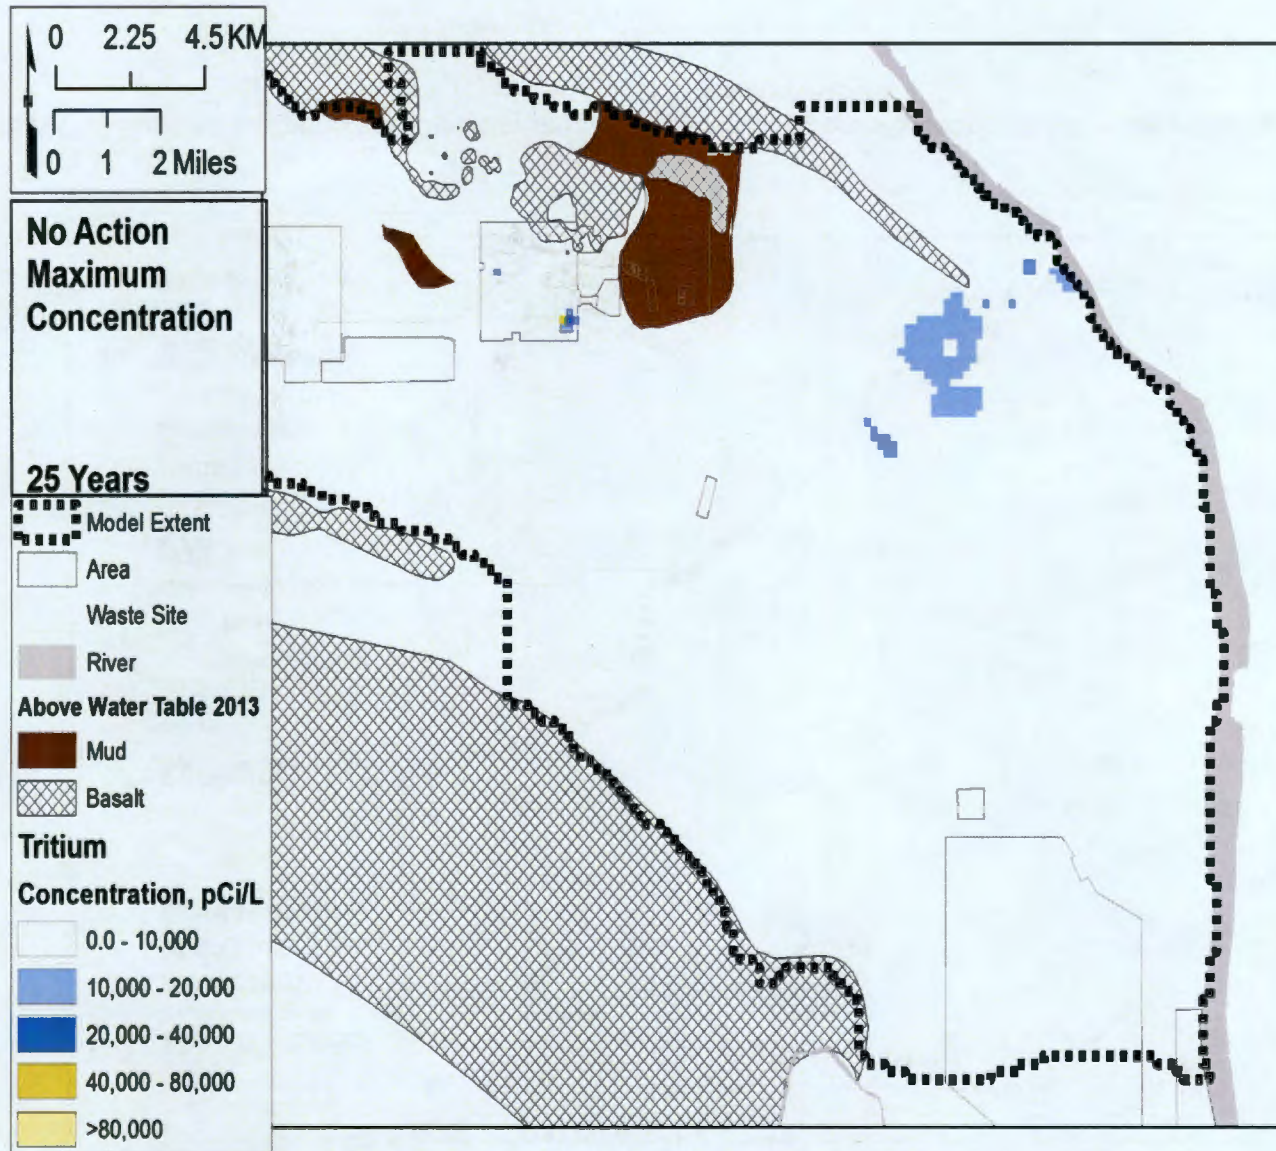 0 2.25 4.5 KM
0 1 2 Miles
No Action
Maximum
Concentration
25 Years
Model Extent
Area
Waste Site
River
Above Water Table 2013
Mud
Basalt
Tritium
Concentration, pCi/L
0.0 - 10,000
10,000 - 20,000
20,000 - 40,000
40,000 - 80,000
>80,000